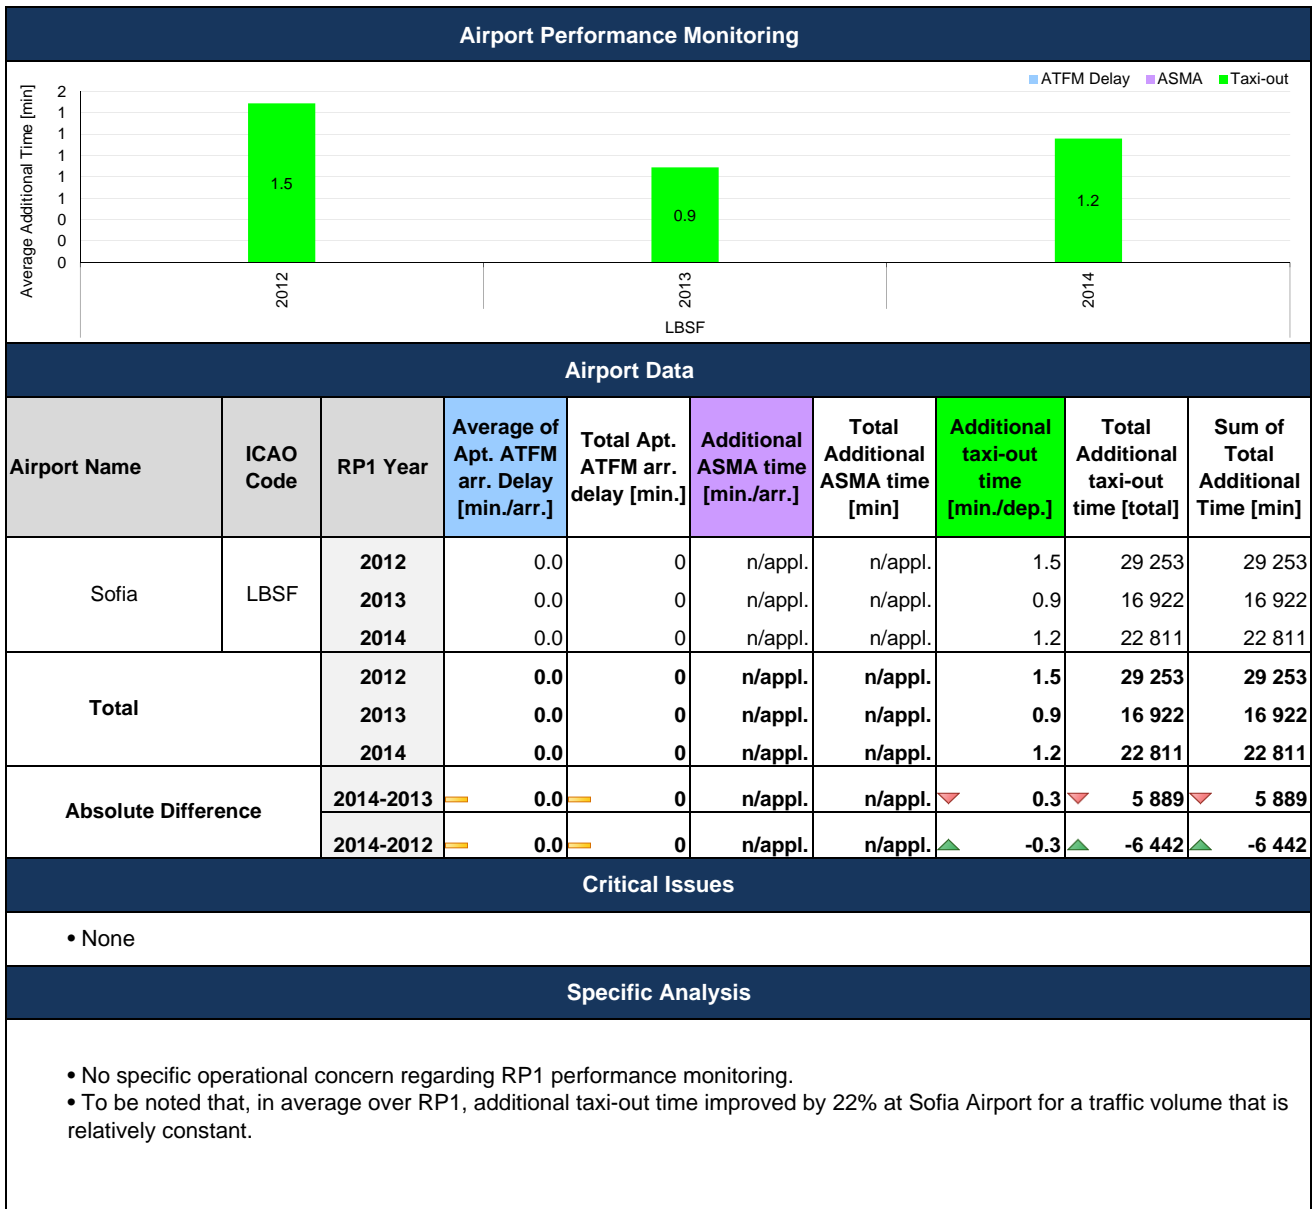 Airport Performance Monitoring
ATFM Delay ASMA Taxi-out
Average Additional Time [min]
2
1
1
1
1
1
0
0
0
1.5
0.9
1.2
2012
2013
2014
LBSF
Airport Data
Airport Name ICAO Code RP1 Year Average of Apt. ATFM arr. Delay [min./arr.] Total Apt. ATFM arr. delay [min.] Additional ASMA time [min./arr.] Total Additional ASMA time [min] Additional taxi-out time [min./dep.] Total Additional taxi-out time [total] Sum of Total Additional Time [min]
Sofia LBSF
2012 0.0 0 n/appl. n/appl. 1.5 29 253 29 253
2013 0.0 0 n/appl. n/appl. 0.9 16 922 16 922
2014 0.0 0 n/appl. n/appl. 1.2 22 811 22 811
Total
2012 0.0 0 n/appl. n/appl. 1.5 29 253 29 253
2013 0.0 0 n/appl. n/appl. 0.9 16 922 16 922
2014 0.0 0 n/appl. n/appl. 1.2 22 811 22 811
Absolute Difference
2014-2013 0.0 0 n/appl. n/appl. 0.3 5 889 5 889
2014-2012 0.0 0 n/appl. n/appl. -0.3 -6 442 -6 442
Critical Issues
• None
Specific Analysis
• No specific operational concern regarding RP1 performance monitoring.
• To be noted that, in average over RP1, additional taxi-out time improved by 22% at Sofia Airport for a traffic volume that is
relatively constant.